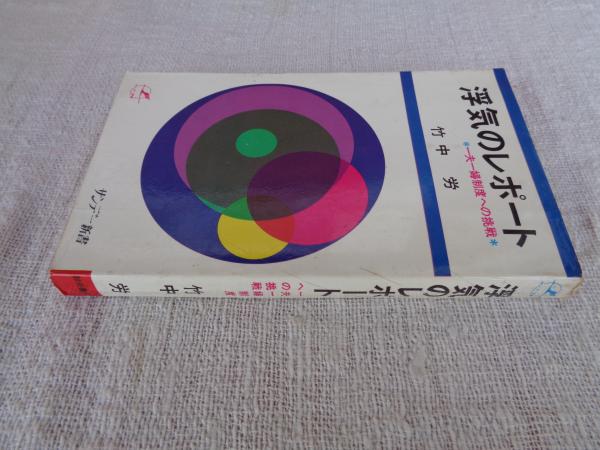 浮気のレポート
*一夫一婦制度への挑戦*
竹中 労
サンデー新書
浮気のレポート
一夫一婦制度
への挑戦
竹中 労